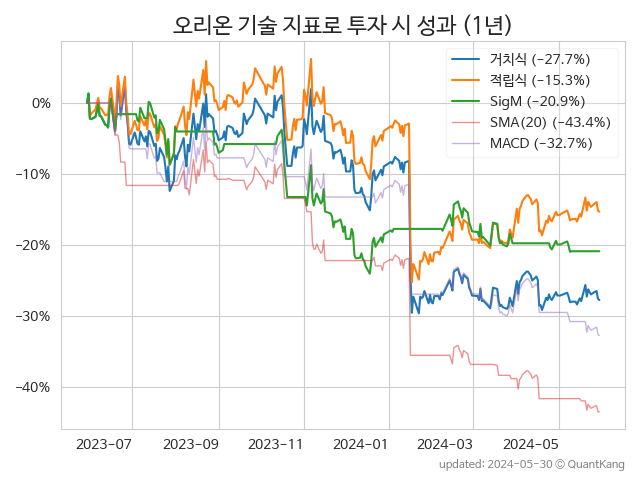 오리온 기술 지표로 투자 시 성과 (1년)
거치식 (−27.7%)
적립식 (−15.3%)
SigM (−20.9%)
SMA(20) (−43.4%)
MACD (−32.7%)
0%
−10%
−20%
−30%
−40%
2023-07 2023-09 2023-11 2024-01 2024-03 2024-05
updated: 2024-05-30 © QuantKang